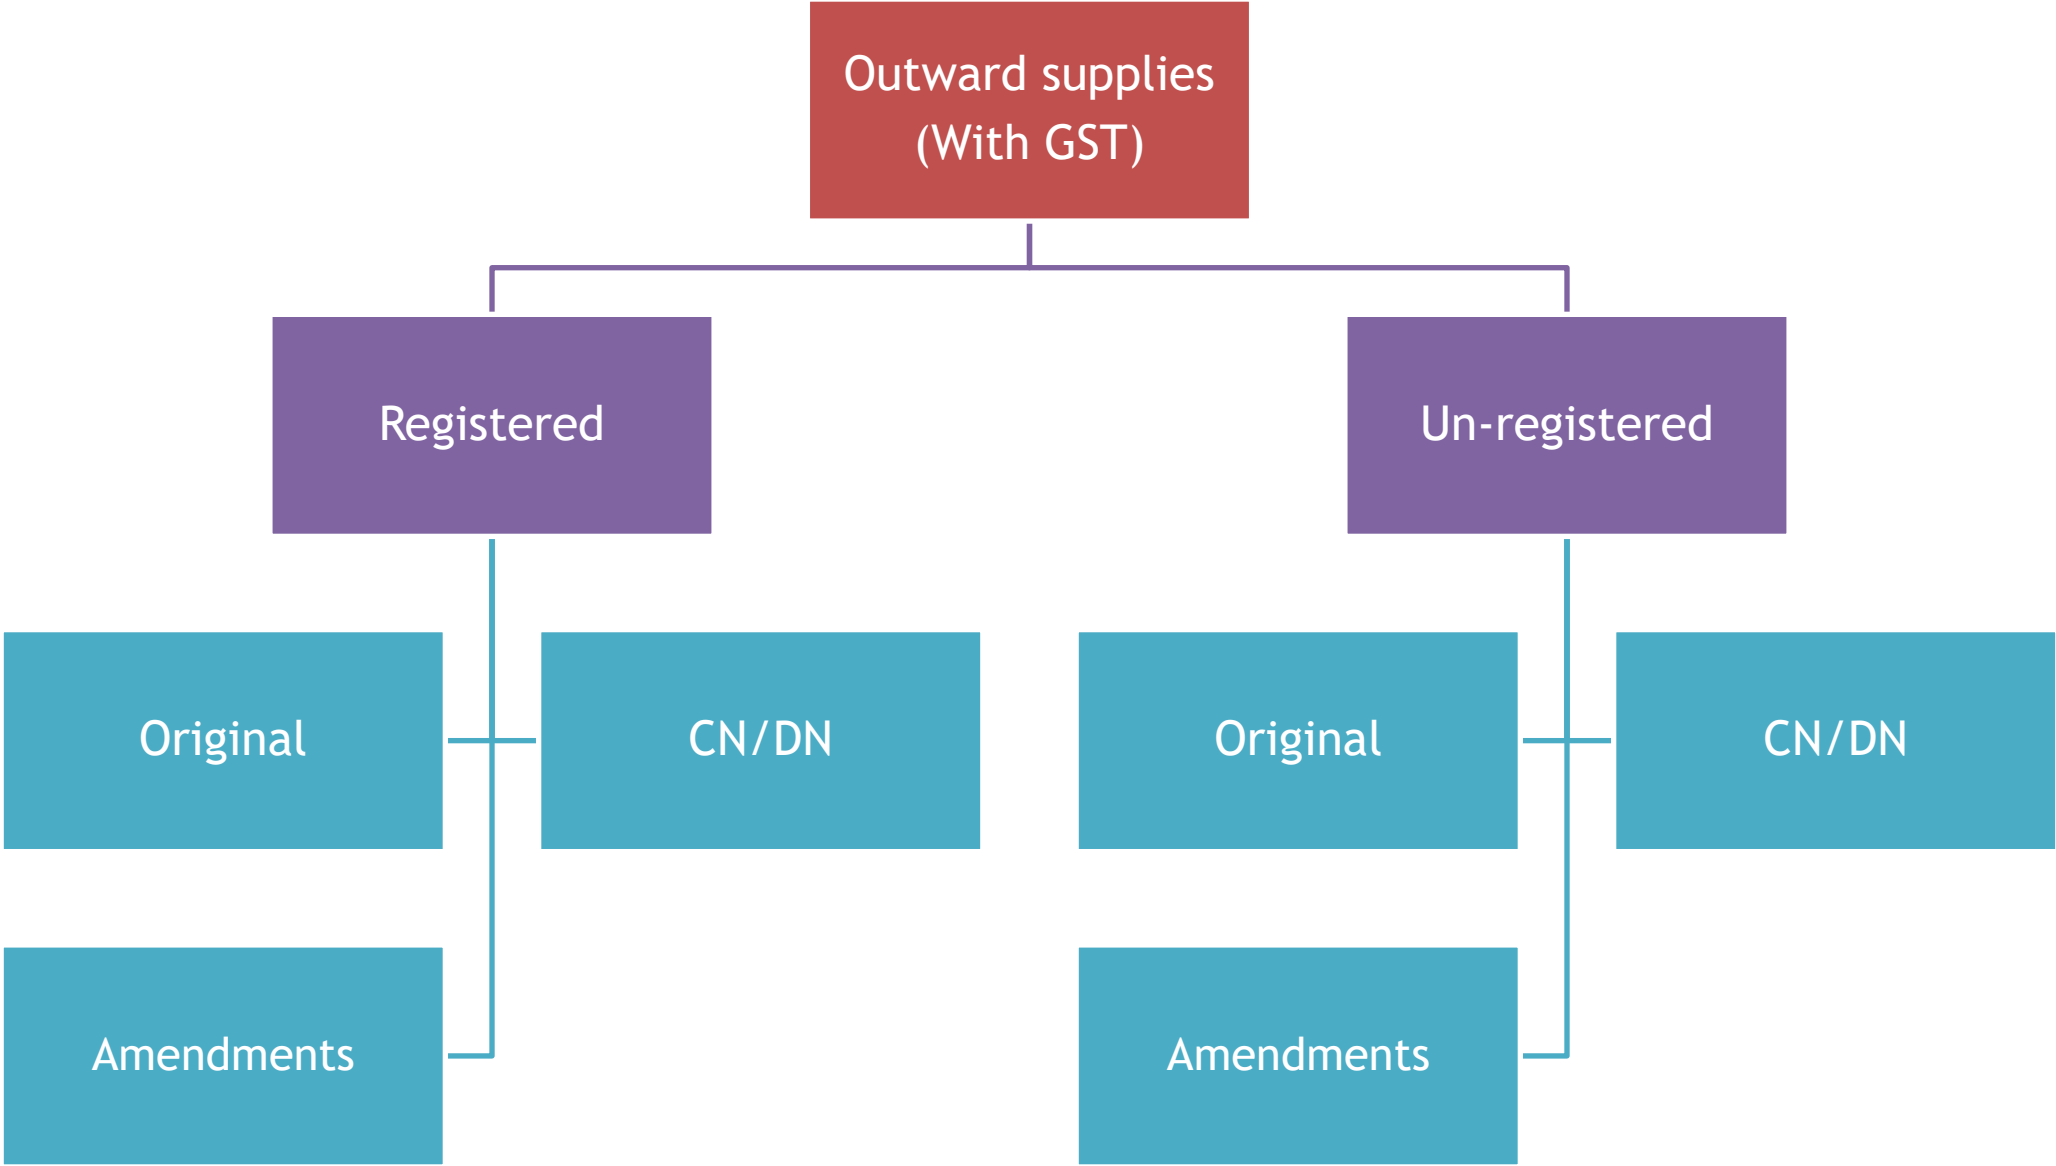 Outward supplies
(With GST)
Registered
Un-registered
Original
CN/DN
Original
CN/DN
Amendments
Amendments